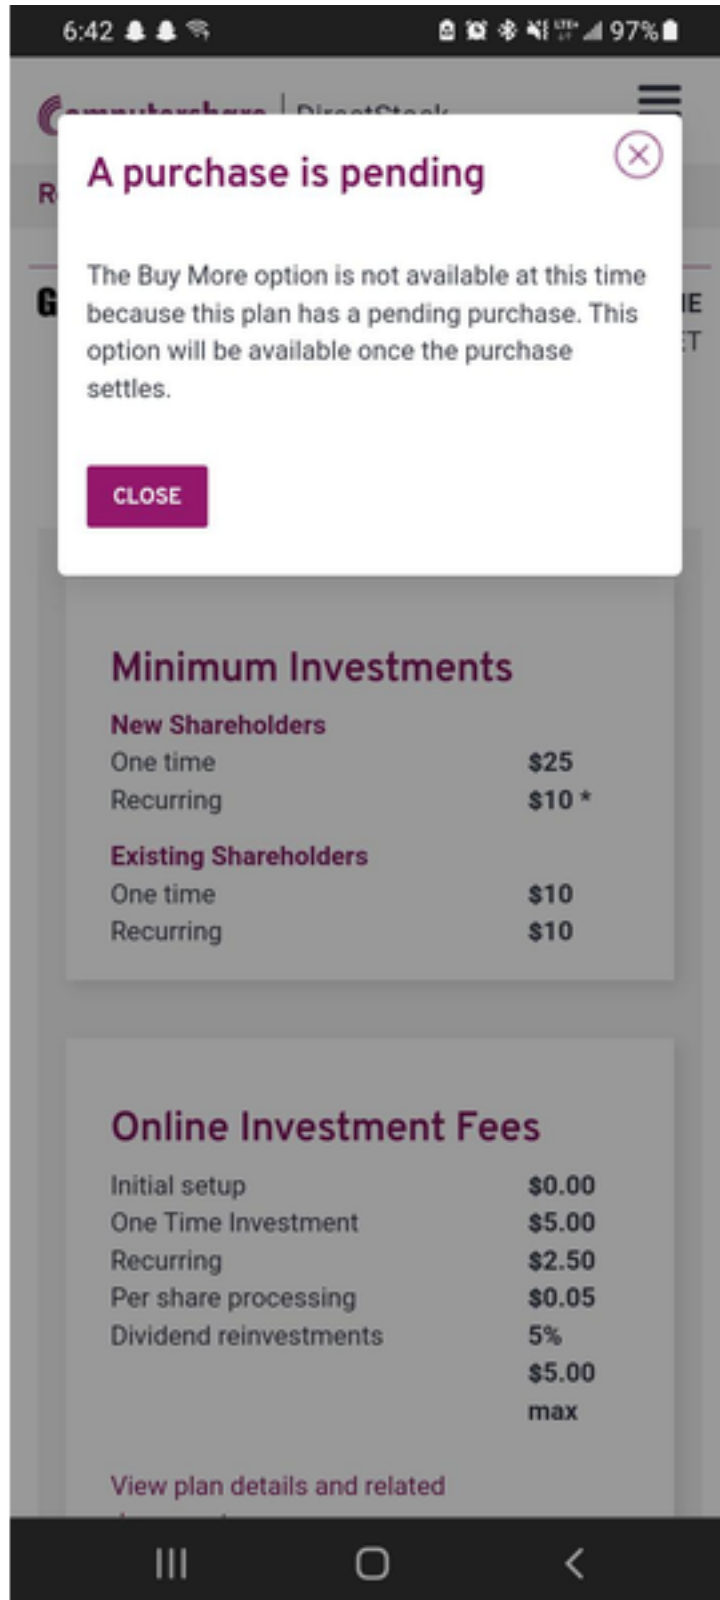 6:42 97%
A purchase is pending
The Buy More option is not available at this time
because this plan has a pending purchase. This
option will be available once the purchase
settles.
CLOSE
Minimum Investments
New Shareholders
One time $25
Recurring $10 *
Existing Shareholders
One time $10
Recurring $10
Online Investment Fees
Initial setup $0.00
One Time Investment $5.00
Recurring $2.50
Per share processing $0.05
Dividend reinvestments 5%
$5.00
max
View plan details and related